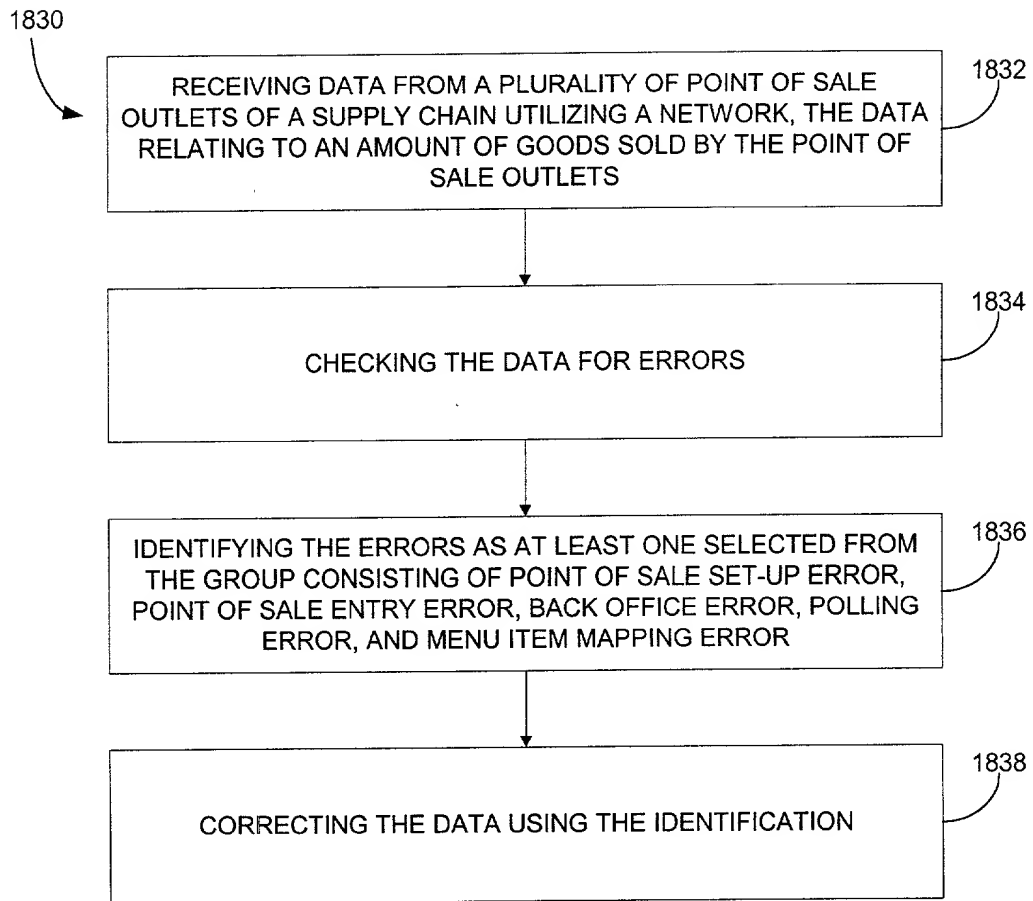 1830
RECEIVING DATA FROM A PLURALITY OF POINT OF SALE
OUTLETS OF A SUPPLY CHAIN UTILIZING A NETWORK, THE DATA
RELATING TO AN AMOUNT OF GOODS SOLD BY THE POINT OF
SALE OUTLETS
1832
CHECKING THE DATA FOR ERRORS
1834
IDENTIFYING THE ERRORS AS AT LEAST ONE SELECTED FROM
THE GROUP CONSISTING OF POINT OF SALE SET-UP ERROR,
POINT OF SALE ENTRY ERROR, BACK OFFICE ERROR, POLLING
ERROR, AND MENU ITEM MAPPING ERROR
1836
CORRECTING THE DATA USING THE IDENTIFICATION
1838